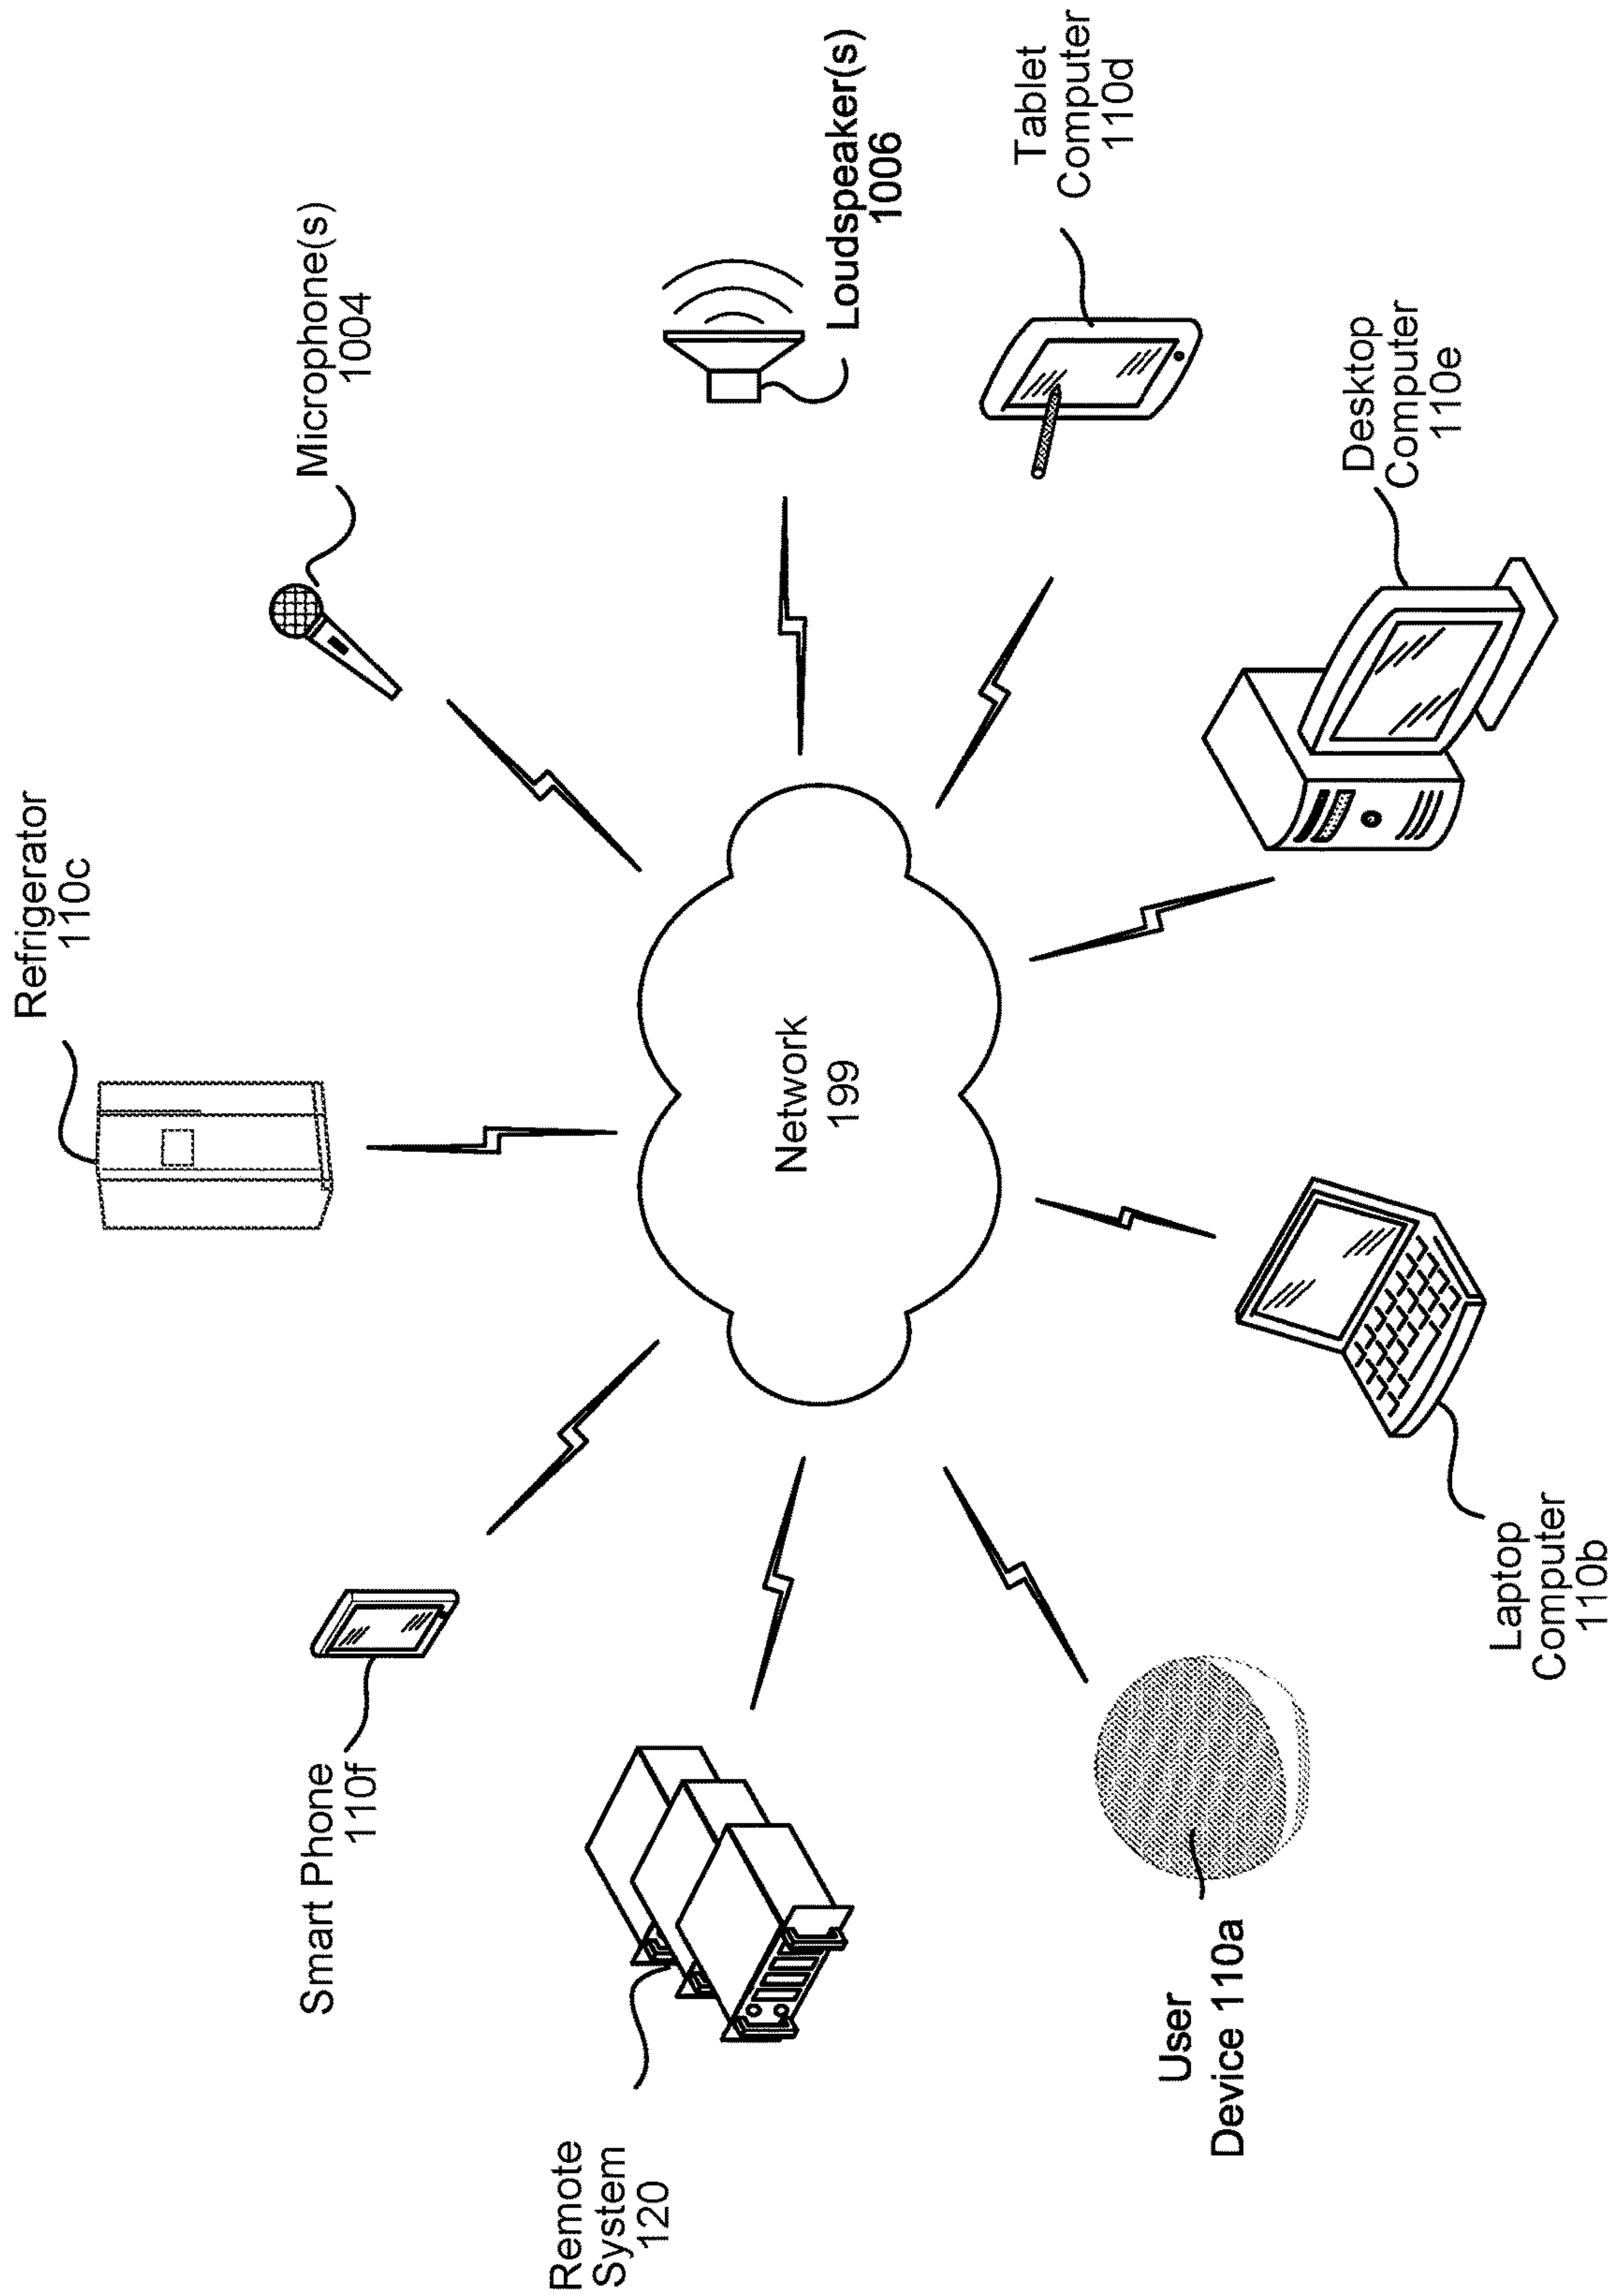 Refrigerator
110c
Microphone(s)
1004
Smart Phone
110f
Loudspeaker(s)
1006
Remote
System
120
Network
199
Tablet
Computer
110d
User
Device 110a
Desktop
Computer
110e
Laptop
Computer
110b